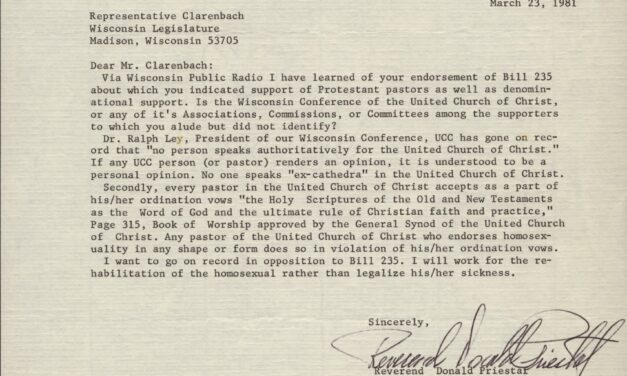 March 23, 1981
Representative Clarenbach
Wisconsin Legislature
Madison, Wisconsin 53705
Dear Mr. Clarenbach:
Via Wisconsin Public Radio I have learned of your endorsement of Bill 235
about which you indicated support of Protestant pastors as well as denom-
inational support. Is the Wisconsin Conference of the United Church of Christ,
or any of it's Associations, Commissions, or Committees among the supporters
to which you alude but did not identify?
Dr. Ralph Ley, President of our Wisconsin Conference, UCC has gone on rec-
ord that "no person speaks authoritatively for the United Church of Christ."
If any UCC person (or pastor) renders an opinion, it is understood to be a
personal opinion. No one speaks "ex-cathedra" in the United Church of Christ.
Secondly, every pastor in the United Church of Christ accepts as a part of
his/her ordination vows "the Holy Scriptures of the Old and New Testaments
as the Word of God and the ultimate rule of Christian faith and practice,"
Page 315, Book of Worship approved by the General Synod of the United Church
of Christ. Any pastor of the United Church of Christ who endorses homosex-
uality in any shape or form does so in violation of his/her ordination vows.
I want to go on record in opposition to Bill 235. I will work for the re-
habilitation of the homosexual rather than legalize his/her sickness.
Sincerely,
Reverend Donald Priestat
Reverend Donald Priestat